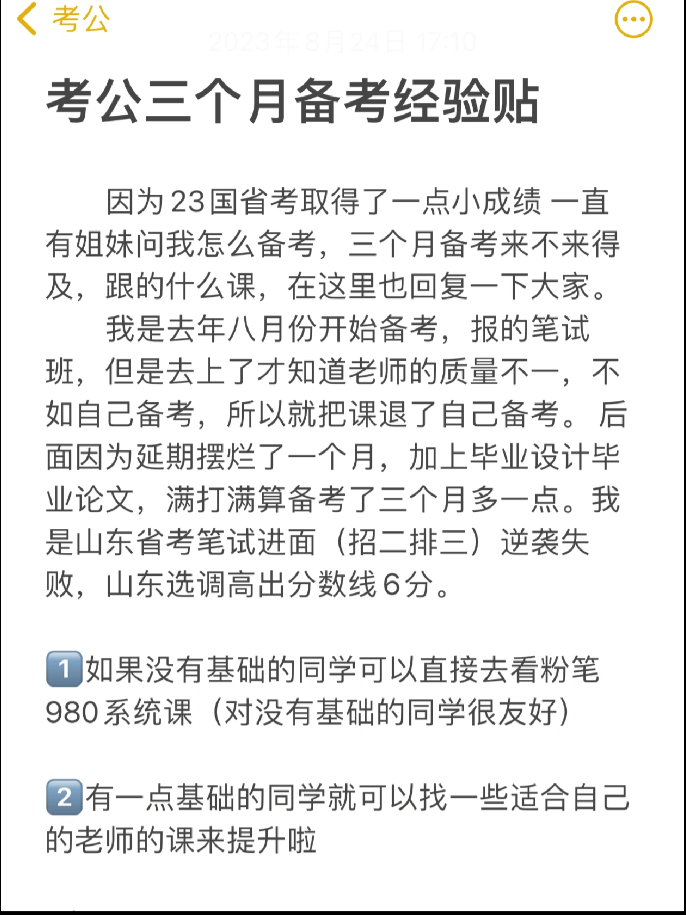 考公
2023年8月24日 17:10
考公三个月备考经验贴
因为23国省考取得了一点小成绩 一直
有姐妹问我怎么备考，三个月备考来不来得
及，跟的什么课，在这里也回复一下大家。
我是去年八月份开始备考，报的笔试
班，但是去上了才知道老师的质量不一，不
如自己备考，所以就把课退了自己备考。 后
面因为延期摆烂了一个月，加上毕业设计毕
业论文，满打满算备考了三个月多一点。我
是山东省考笔试进面（招二排三）逆袭失
败，山东选调高出分数线6分。
1️⃣如果没有基础的同学可以直接去看粉笔
980系统课（对没有基础的同学很友好）
2️⃣有一点基础的同学就可以找一些适合自己
的老师的课来提升啦